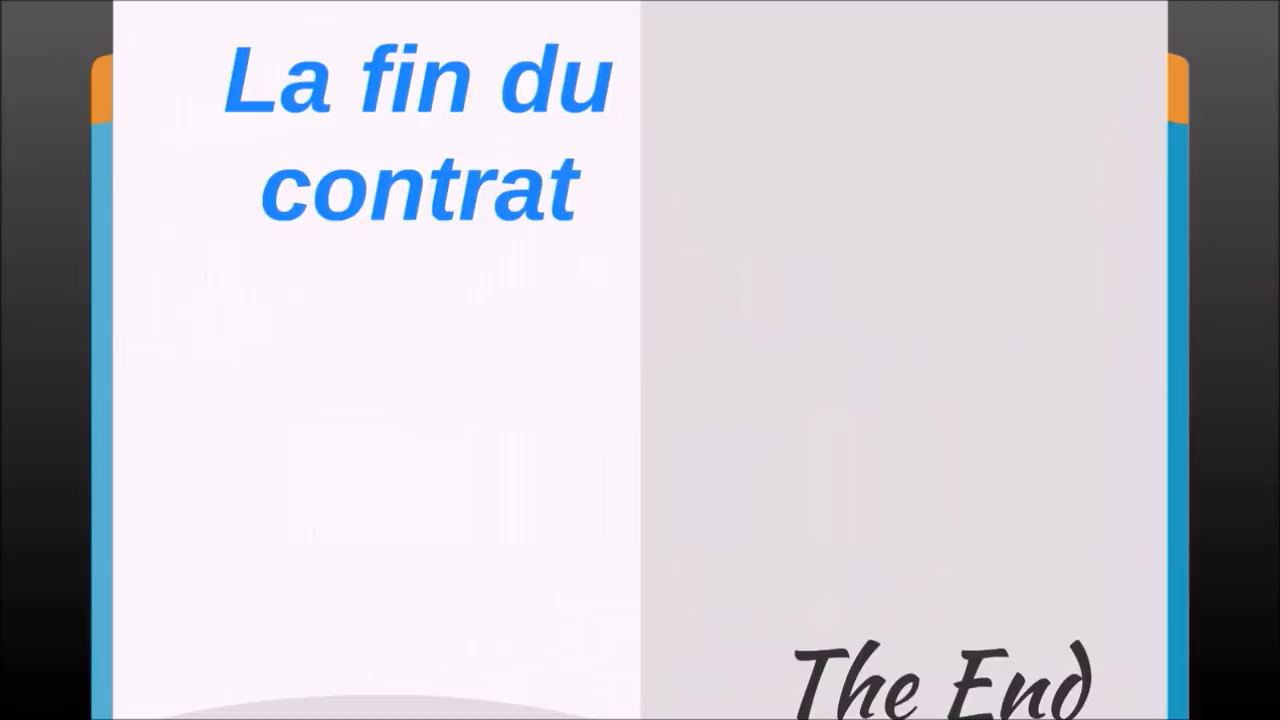 La fin du
contrat
The End